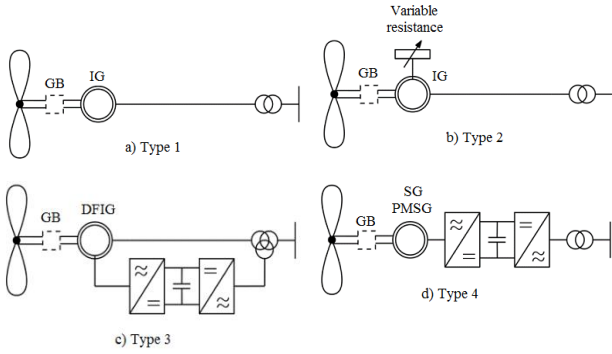 GB
IG
a) Type 1
Variable
resistance
GB
IG
b) Type 2
GB
DFIG
c) Type 3
SG
PMSG
GB
d) Type 4